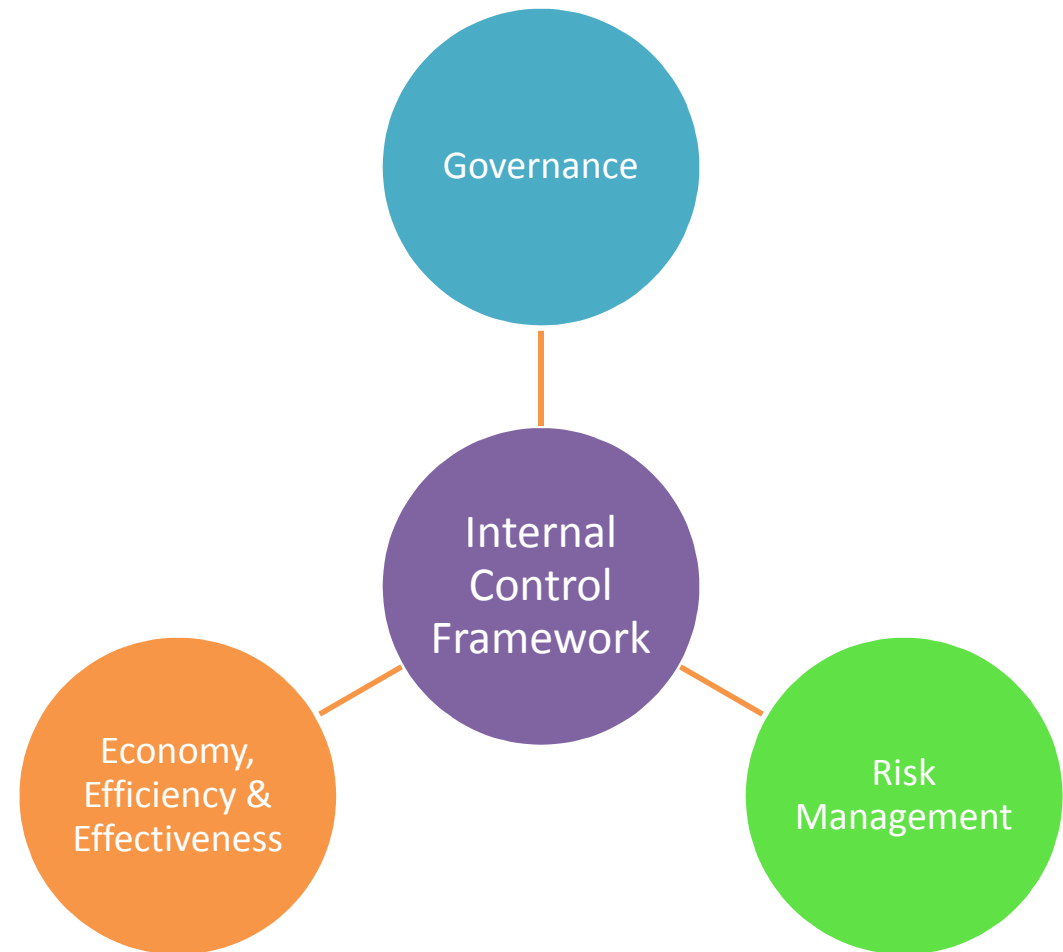 Governance
Internal
Control
Framework
Economy,
Efficiency &
Effectiveness
Risk
Management